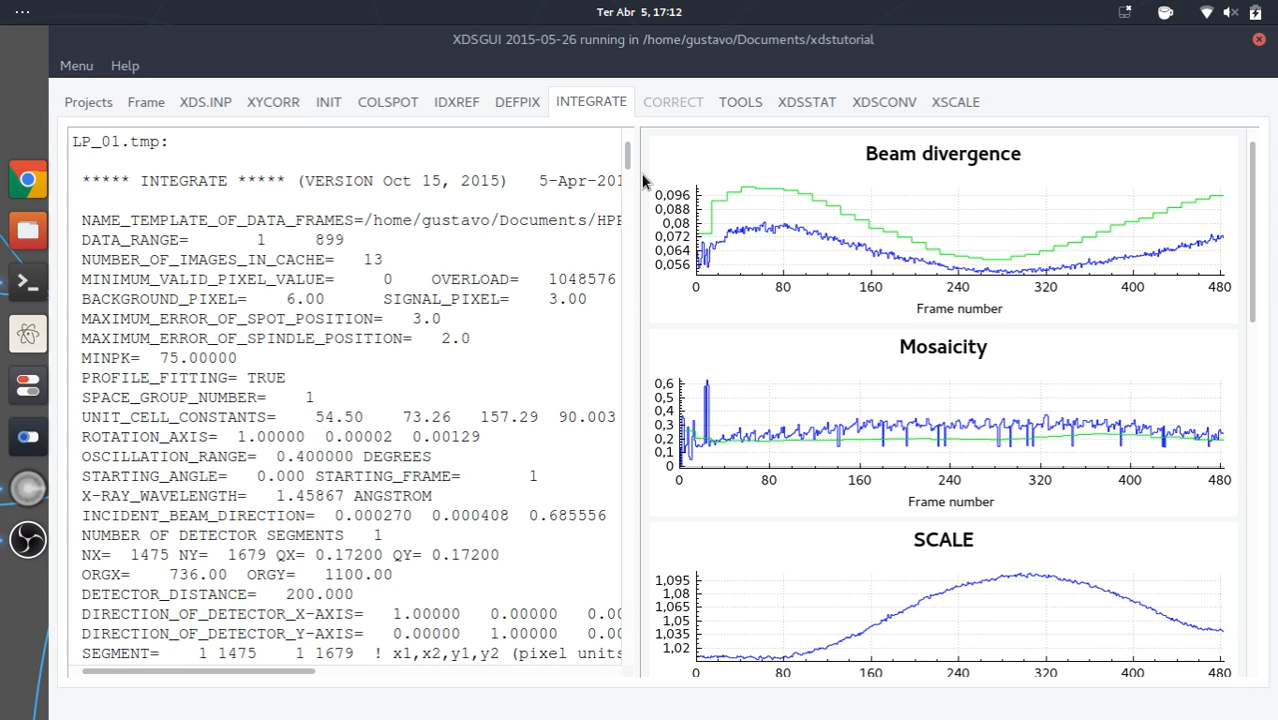 Ter Abr 5, 17:12
XDSGUI 2015-05-26 running in /home/gustavo/Documents/xdstutorial
Menu Help
Projects Frame XDS.INP XYCORR INIT COLSPOT IDXREF DEFPIX INTEGRATE CORRECT TOOLS XDSSTAT XDSCONV XSCALE
LP_01.tmp:
***** INTEGRATE ***** (VERSION Oct 15, 2015) 5-Apr-201
NAME_TEMPLATE_OF_DATA_FRAMES=/home/gustavo/Documents/HPE
DATA_RANGE= 1 899
NUMBER_OF_IMAGES_IN_CACHE= 13
MINIMUM_VALID_PIXEL_VALUE= 0 OVERLOAD= 1048576
BACKGROUND_PIXEL= 6.00 SIGNAL_PIXEL= 3.00
MAXIMUM_ERROR_OF_SPOT_POSITION= 3.0
MAXIMUM_ERROR_OF_SPINDLE_POSITION= 2.0
MINPK= 75.00000
PROFILE_FITTING= TRUE
SPACE_GROUP_NUMBER= 1
UNIT_CELL_CONSTANTS= 54.50 73.26 157.29 90.003
ROTATION_AXIS= 1.00000 0.00002 0.00129
OSCILLATION_RANGE= 0.400000 DEGREES
STARTING_ANGLE= 0.000 STARTING_FRAME= 1
X-RAY_WAVELENGTH= 1.45867 ANGSTROM
INCIDENT_BEAM_DIRECTION= 0.000270 0.000408 0.685556
NUMBER OF DETECTOR SEGMENTS 1
NX= 1475 NY= 1679 QX= 0.17200 QY= 0.17200
ORGX= 736.00 ORGY= 1100.00
DETECTOR_DISTANCE= 200.000
DIRECTION_OF_DETECTOR_X-AXIS= 1.00000 0.00000 0.00
DIRECTION_OF_DETECTOR_Y-AXIS= 0.00000 1.00000 0.00
SEGMENT= 1 1475 1 1679 ! x1,x2,y1,y2 (pixel units
Beam divergence
0,096
0,088
0,08
0,072
0,064
0,056
0 80 160 240 320 400 480
Frame number
Mosaicity
0,6
0,5
0,4
0,3
0,2
0,1
0
0 80 160 240 320 400 480
Frame number
SCALE
1,095
1,08
1,065
1,05
1,035
1,02
0 80 160 240 320 400 480